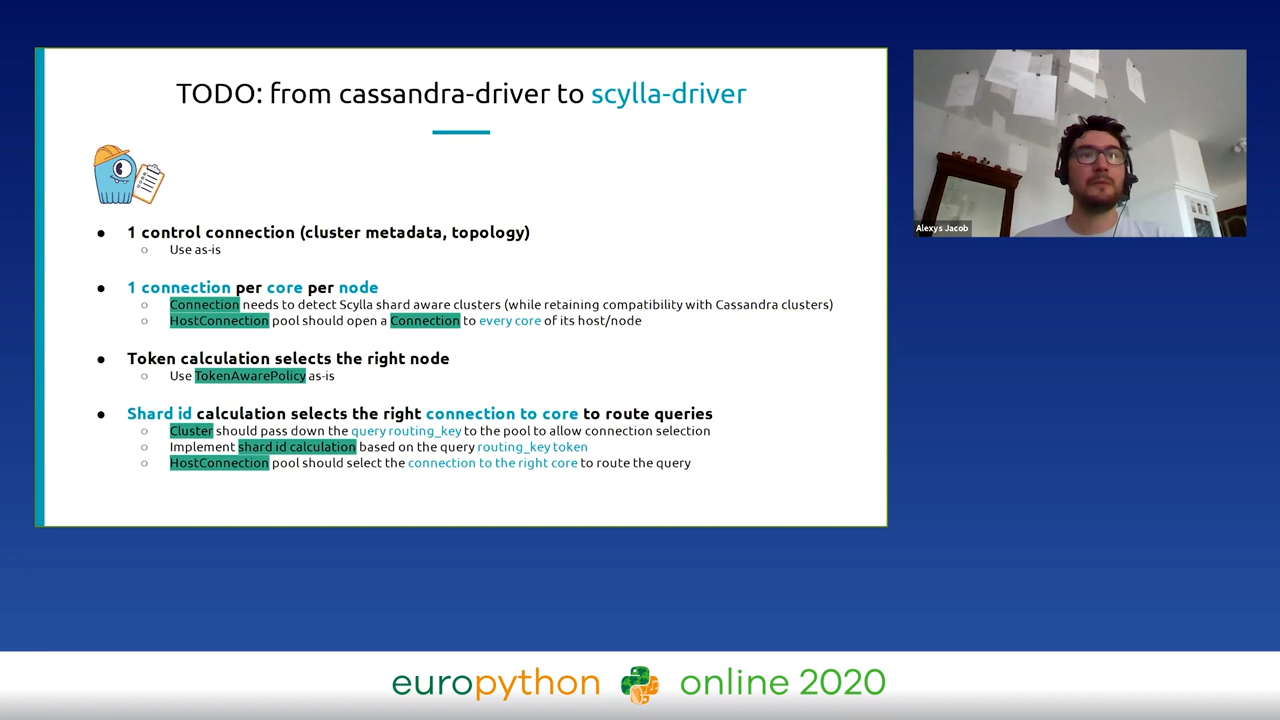 TODO: from cassandra-driver to scylla-driver
● 1 control connection (cluster metadata, topology)
○ Use as-is
● 1 connection per core per node
○ Connection needs to detect Scylla shard aware clusters (while retaining compatibility with Cassandra clusters)
○ HostConnection pool should open a Connection to every core of its host/node
● Token calculation selects the right node
○ Use TokenAwarePolicy as-is
● Shard id calculation selects the right connection to core to route queries
○ Cluster should pass down the query routing_key to the pool to allow connection selection
○ Implement shard id calculation based on the query routing_key token
○ HostConnection pool should select the connection to the right core to route the query
Alexys Jacob
europython online 2020